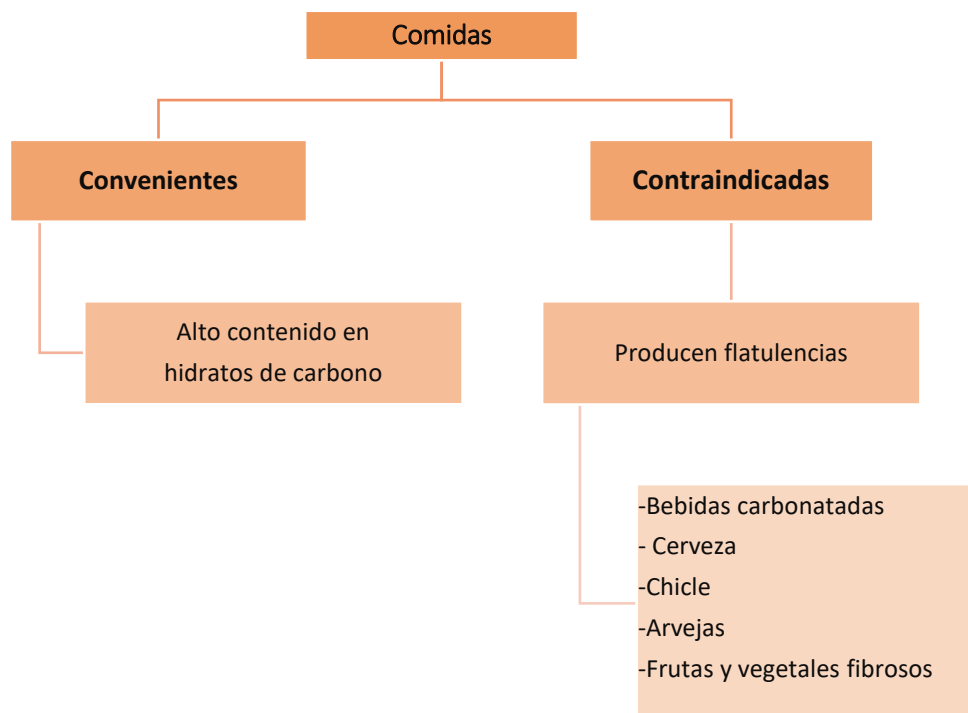 Comidas
Convenientes
Contraindicadas
Alto contenido en
hidratos de carbono
Producen flatulencias
-Bebidas carbonatadas
- Cerveza
-Chicle
-Arvejas
-Frutas y vegetales fibrosos